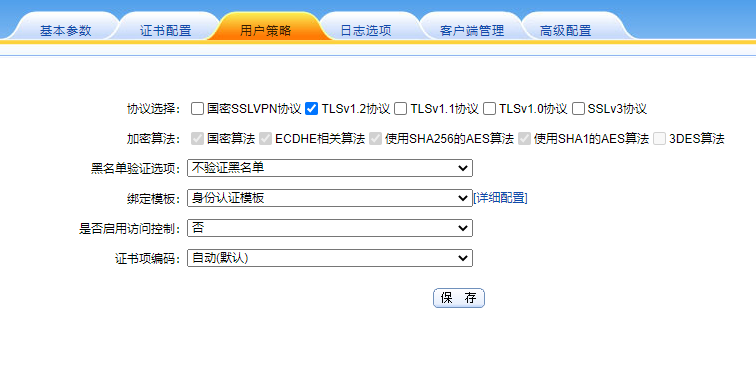 基本参数 证书配置 用户策略 日志选项 客户端管理 高级配置
协议选择: 国密SSLVPN协议 TLSv1.2协议 TLSv1.1协议 TLSv1.0协议 SSLv3协议
加密算法: 国密算法 ECDHE相关算法 使用SHA256的AES算法 使用SHA1的AES算法 3DES算法
黑名单验证选项: 不验证黑名单
绑定模板: 身份认证模板 [详细配置]
是否启用访问控制: 否
证书项编码: 自动(默认)
保 存